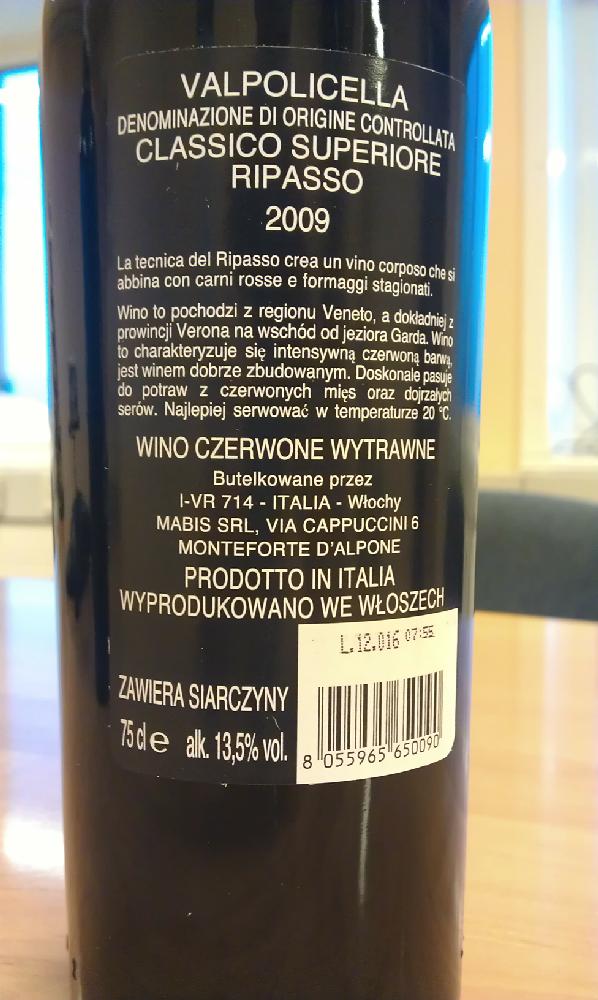 VALPOLICELLA
DENOMINAZIONE DI ORIGINE CONTROLLATA
CLASSICO SUPERIORE
RIPASSO
2009
La tecnica del Ripasso crea un vino corposo che si
abbina con carni rosse e formaggi stagionati.
Wino to pochodzi z regionu Veneto, a dokładniej z
prowincji Verona na wschód od jeziora Garda. Wino
to charakteryzuje się intensywną czerwoną barwą,
jest winem dobrze zbudowanym. Doskonale pasuje
do potraw z czerwonych mięs oraz dojrzałych
serów. Najlepiej serwować w temperaturze 20 °C.
WINO CZERWONE WYTRAWNE
Butelkowane przez
I-VR 714 - ITALIA - Włochy
MABIS SRL, VIA CAPPUCCINI 6
MONTEFORTE D'ALPONE
PRODOTTO IN ITALIA
WYPRODUKOWANO WE WŁOSZECH
L.12.016 07:55
ZAWIERA SIARCZYNY
75 cl e alk. 13,5% vol.
8 055965 650090